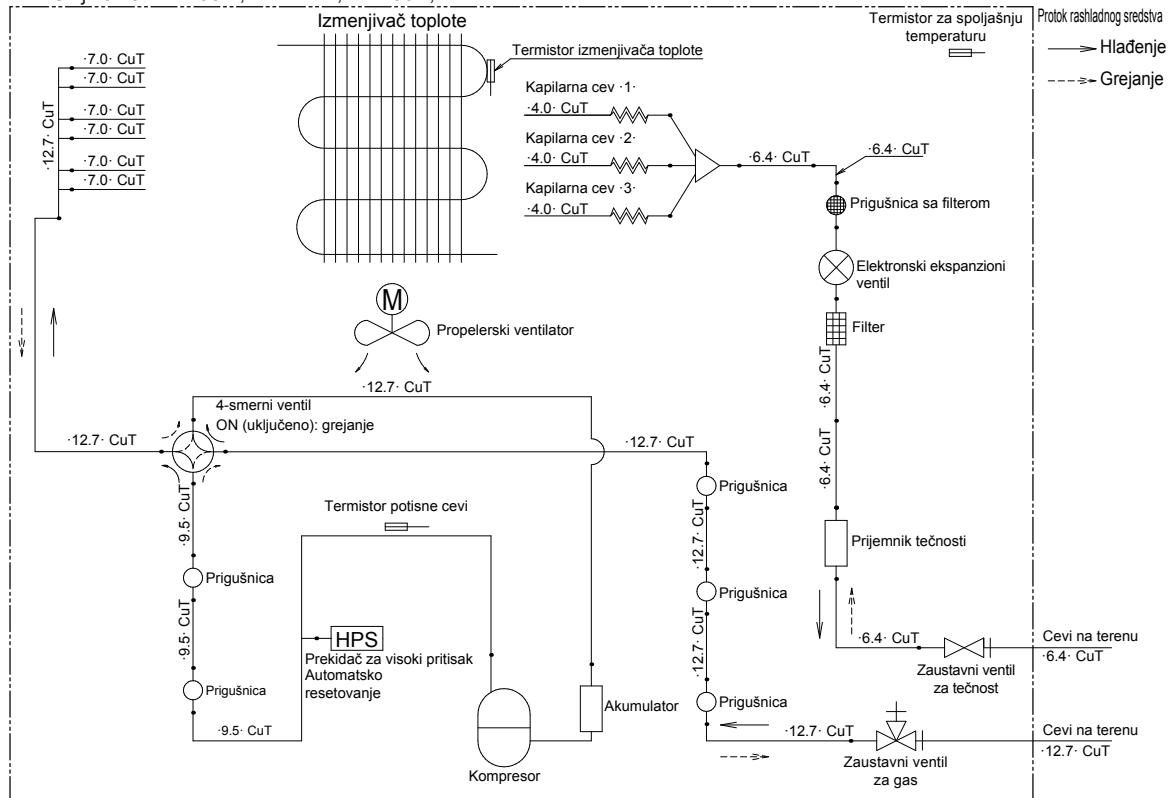 Izmenjivač toplote
Termistor za spoljašnju
temperaturu
Protok rashladnog sredstva
Hlađenje
Grejanje
·7.0· CuT
·7.0· CuT
·7.0· CuT
·7.0· CuT
·7.0· CuT
·7.0· CuT
·12.7· CuT
Termistor izmenjivača toplote
Kapilarna cev ·1·
·4.0· CuT
Kapilarna cev ·2·
·4.0· CuT
Kapilarna cev ·3·
·4.0· CuT
·6.4· CuT
·6.4· CuT
Prigušnica sa filterom
Elektronski ekspanzioni
ventil
Filter
·6.4· CuT
·6.4· CuT
Prijemnik tečnosti
M
Propelerski ventilator
·12.7· CuT
4-smerni ventil
ON (uključeno): grejanje
·12.7· CuT
·12.7· CuT
·9.5· CuT
Prigušnica
·9.5· CuT
Prigušnica
·9.5· CuT
Termistor potisne cevi
HPS
Prekidač za visoki pritisak
Automatsko
resetovanje
Kompresor
Akumulator
Prigušnica
·12.7· CuT
Prigušnica
·12.7· CuT
Prigušnica
·6.4· CuT
Zaustavni ventil
za tečnost
Cevi na terenu
·6.4· CuT
·12.7· CuT
Zaustavni ventil
za gas
Cevi na terenu
·12.7· CuT